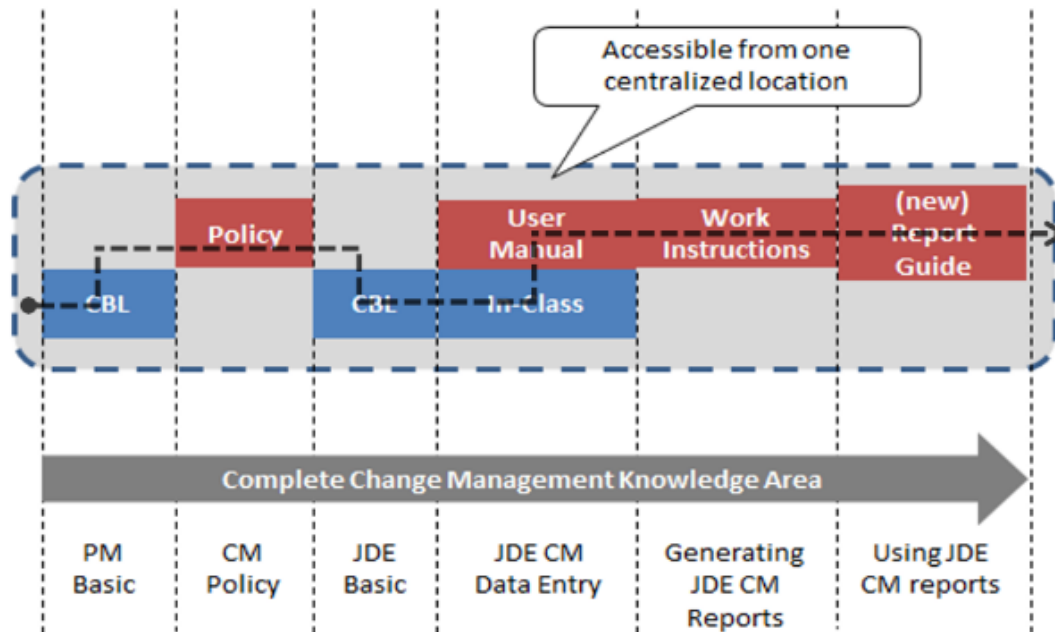 Accessible from one
centralized location
Policy
User
Manual
Work
Instructions
(new)
Report
Guide
CBL
CBL
In-Class
Complete Change Management Knowledge Area
PM
Basic
CM
Policy
JDE
Basic
JDE CM
Data Entry
Generating
JDE CM
Reports
Using JDE
CM reports